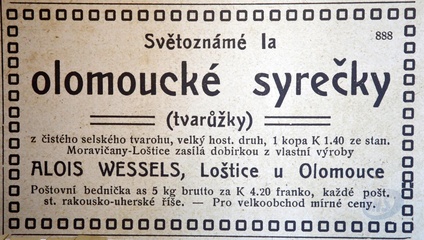 Světoznámé Ia
888
olomoucké syrečky
(tvarůžky)
z čistého selského tvarohu, velký host. druh, 1 kopa K 1.40 ze stan.
Moravičany-Loštice zasílá dobirkou z vlastní výroby
ALOIS WESSELS, Loštice u Olomouce
Poštovní bednička as 5 kg brutto za K 4.20 franko, každé pošt.
st. rakousko-uherské říše. — Pro velkoobchod mírné ceny.